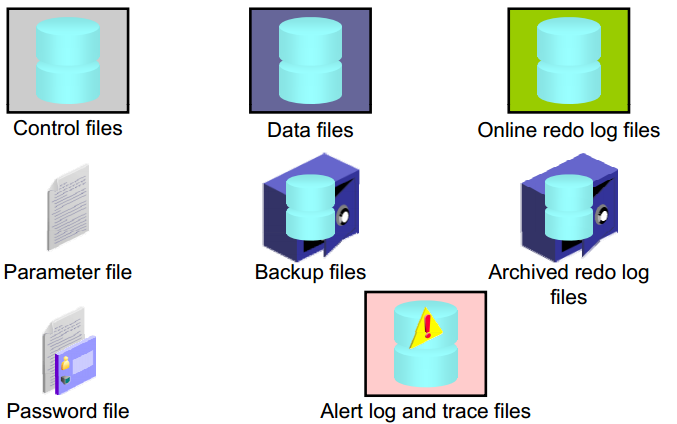 Control files
Data files
Online redo log files
Parameter file
Backup files
Archived redo log
files
Password file
Alert log and trace files